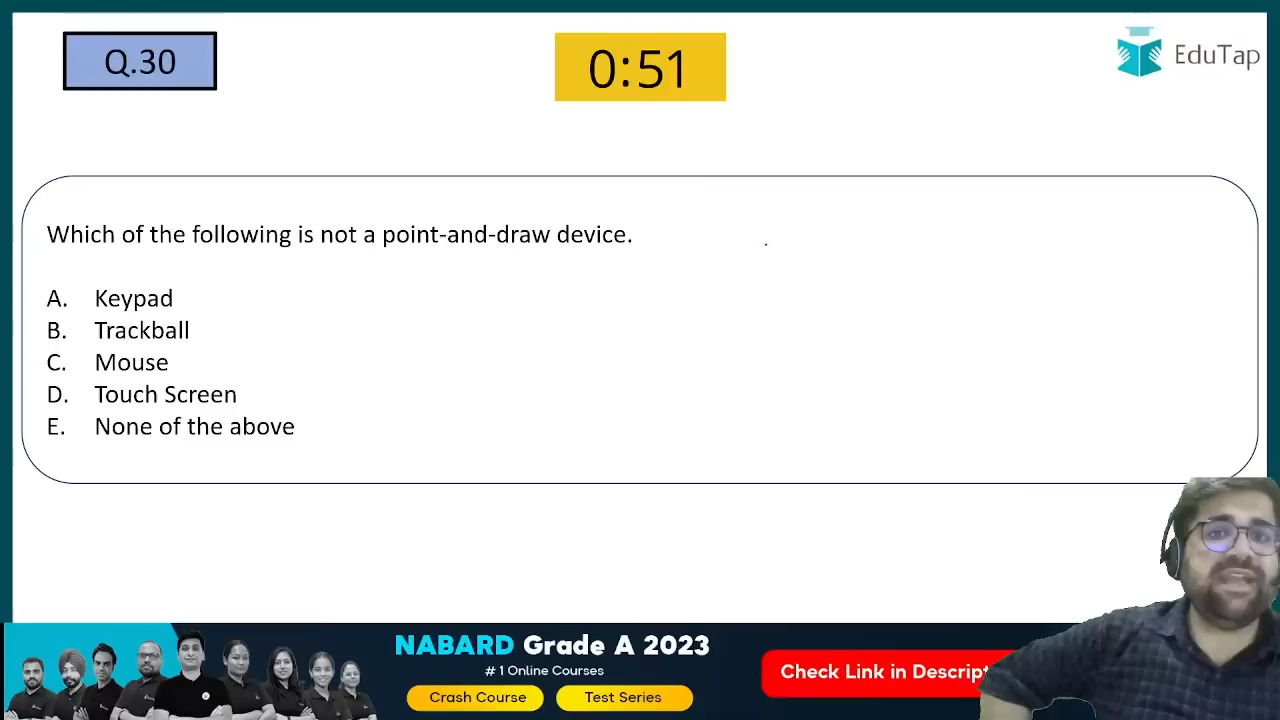 Q.30
0:51
EduTap
Which of the following is not a point-and-draw device.
A. Keypad
B. Trackball
C. Mouse
D. Touch Screen
E. None of the above
NABARD Grade A 2023
# 1 Online Courses
Crash Course
Test Series
Check Link in Descript